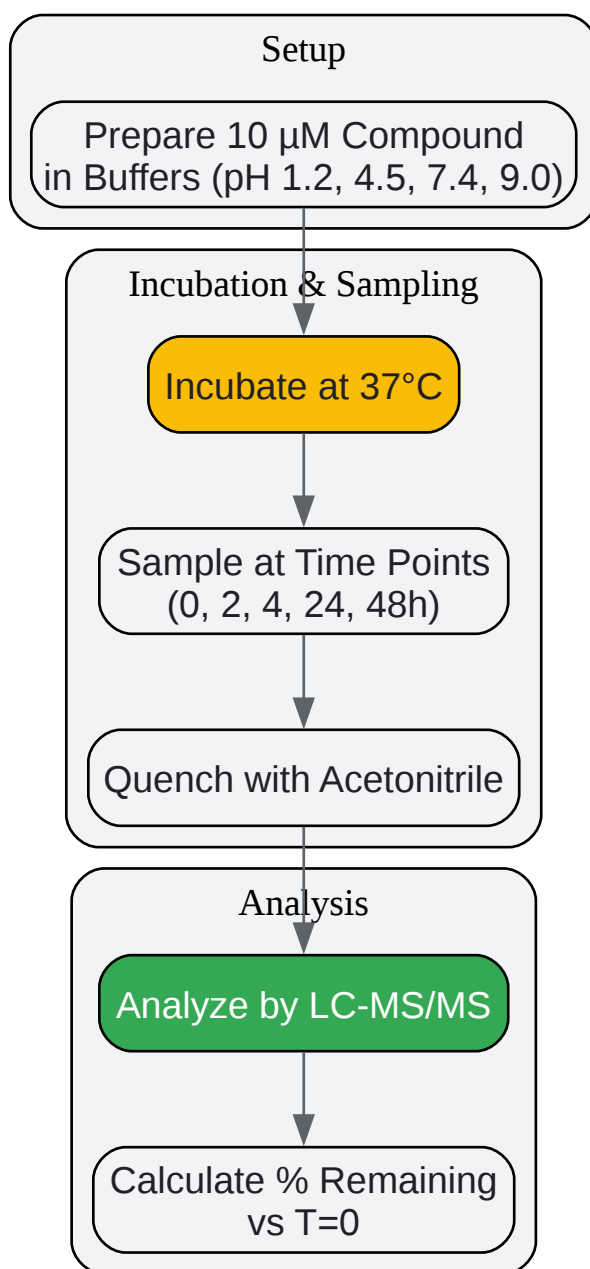 Setup
Prepare 10 µM Compound
in Buffers (pH 1.2, 4.5, 7.4, 9.0)
Incubation & Sampling
Incubate at 37°C
Sample at Time Points
(0, 2, 4, 24, 48h)
Quench with Acetonitrile
Analysis
Analyze by LC-MS/MS
Calculate % Remaining
vs T=0